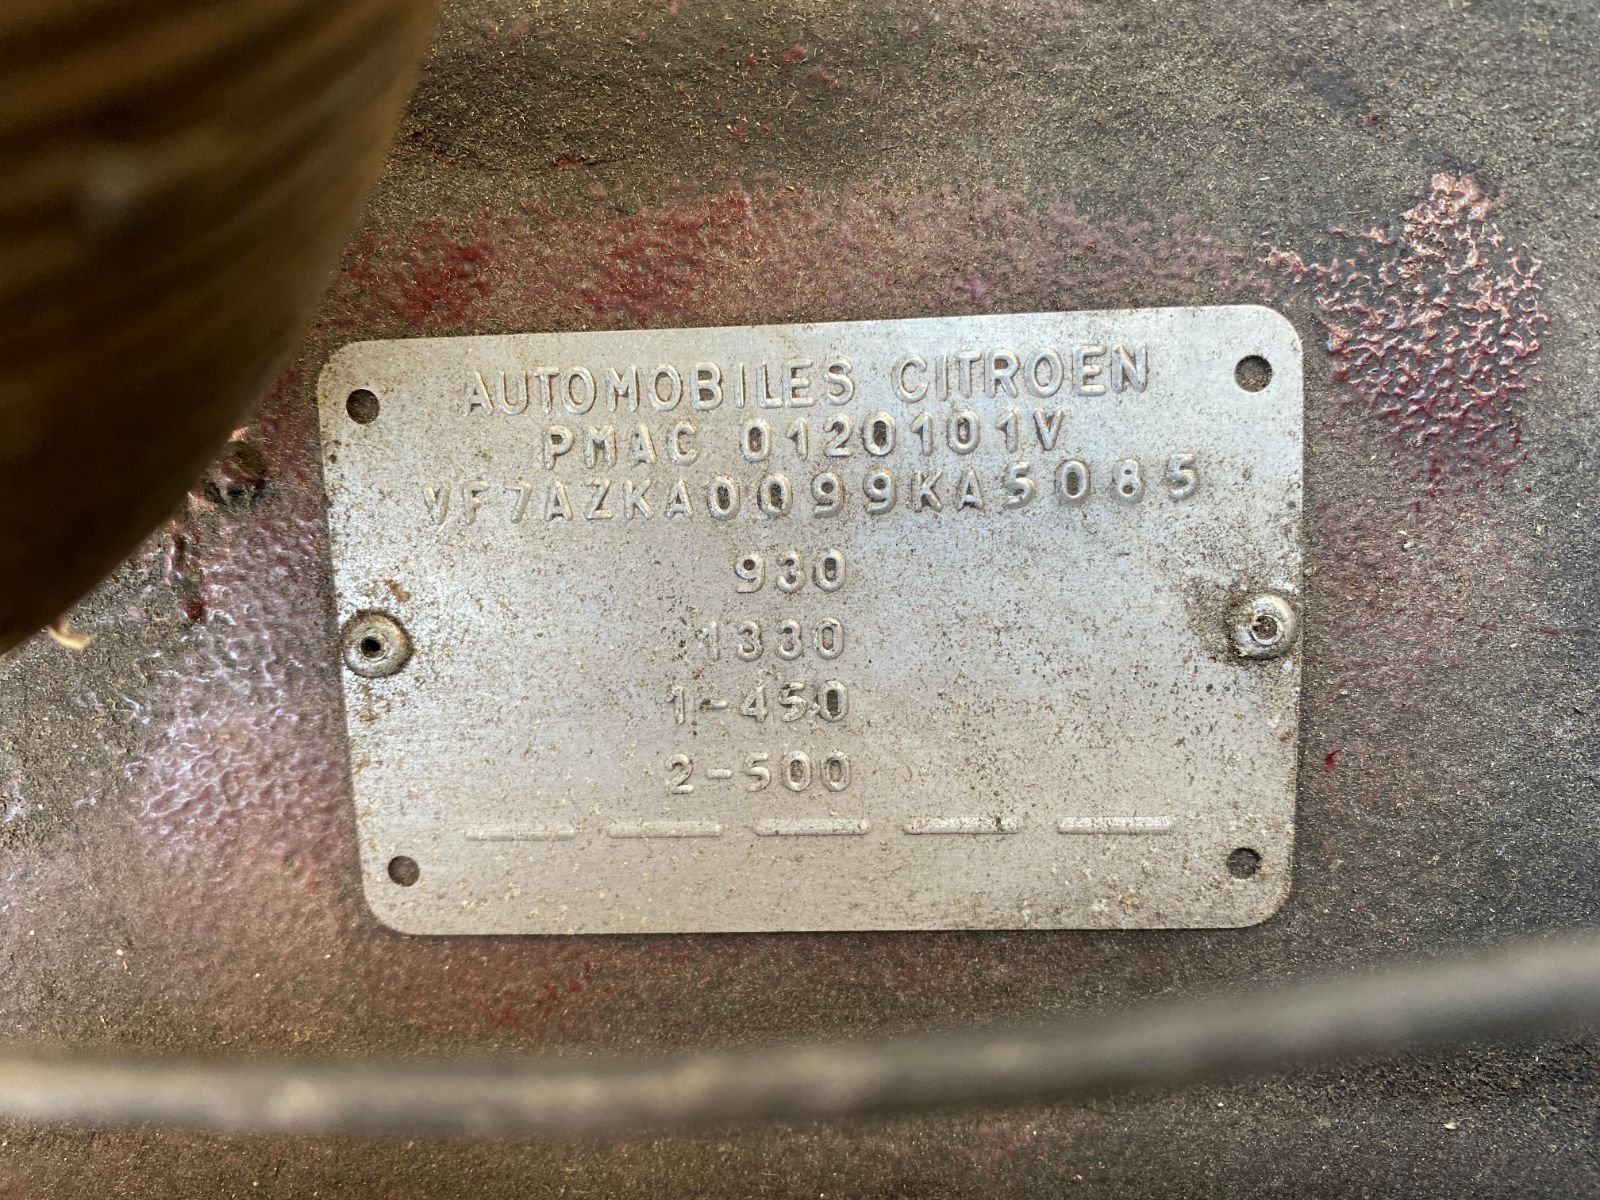 AUTOMOBILES CITROEN
PMAC 0120101V
VF7AZKA0099KA5085
930
1330
1-450
2-500